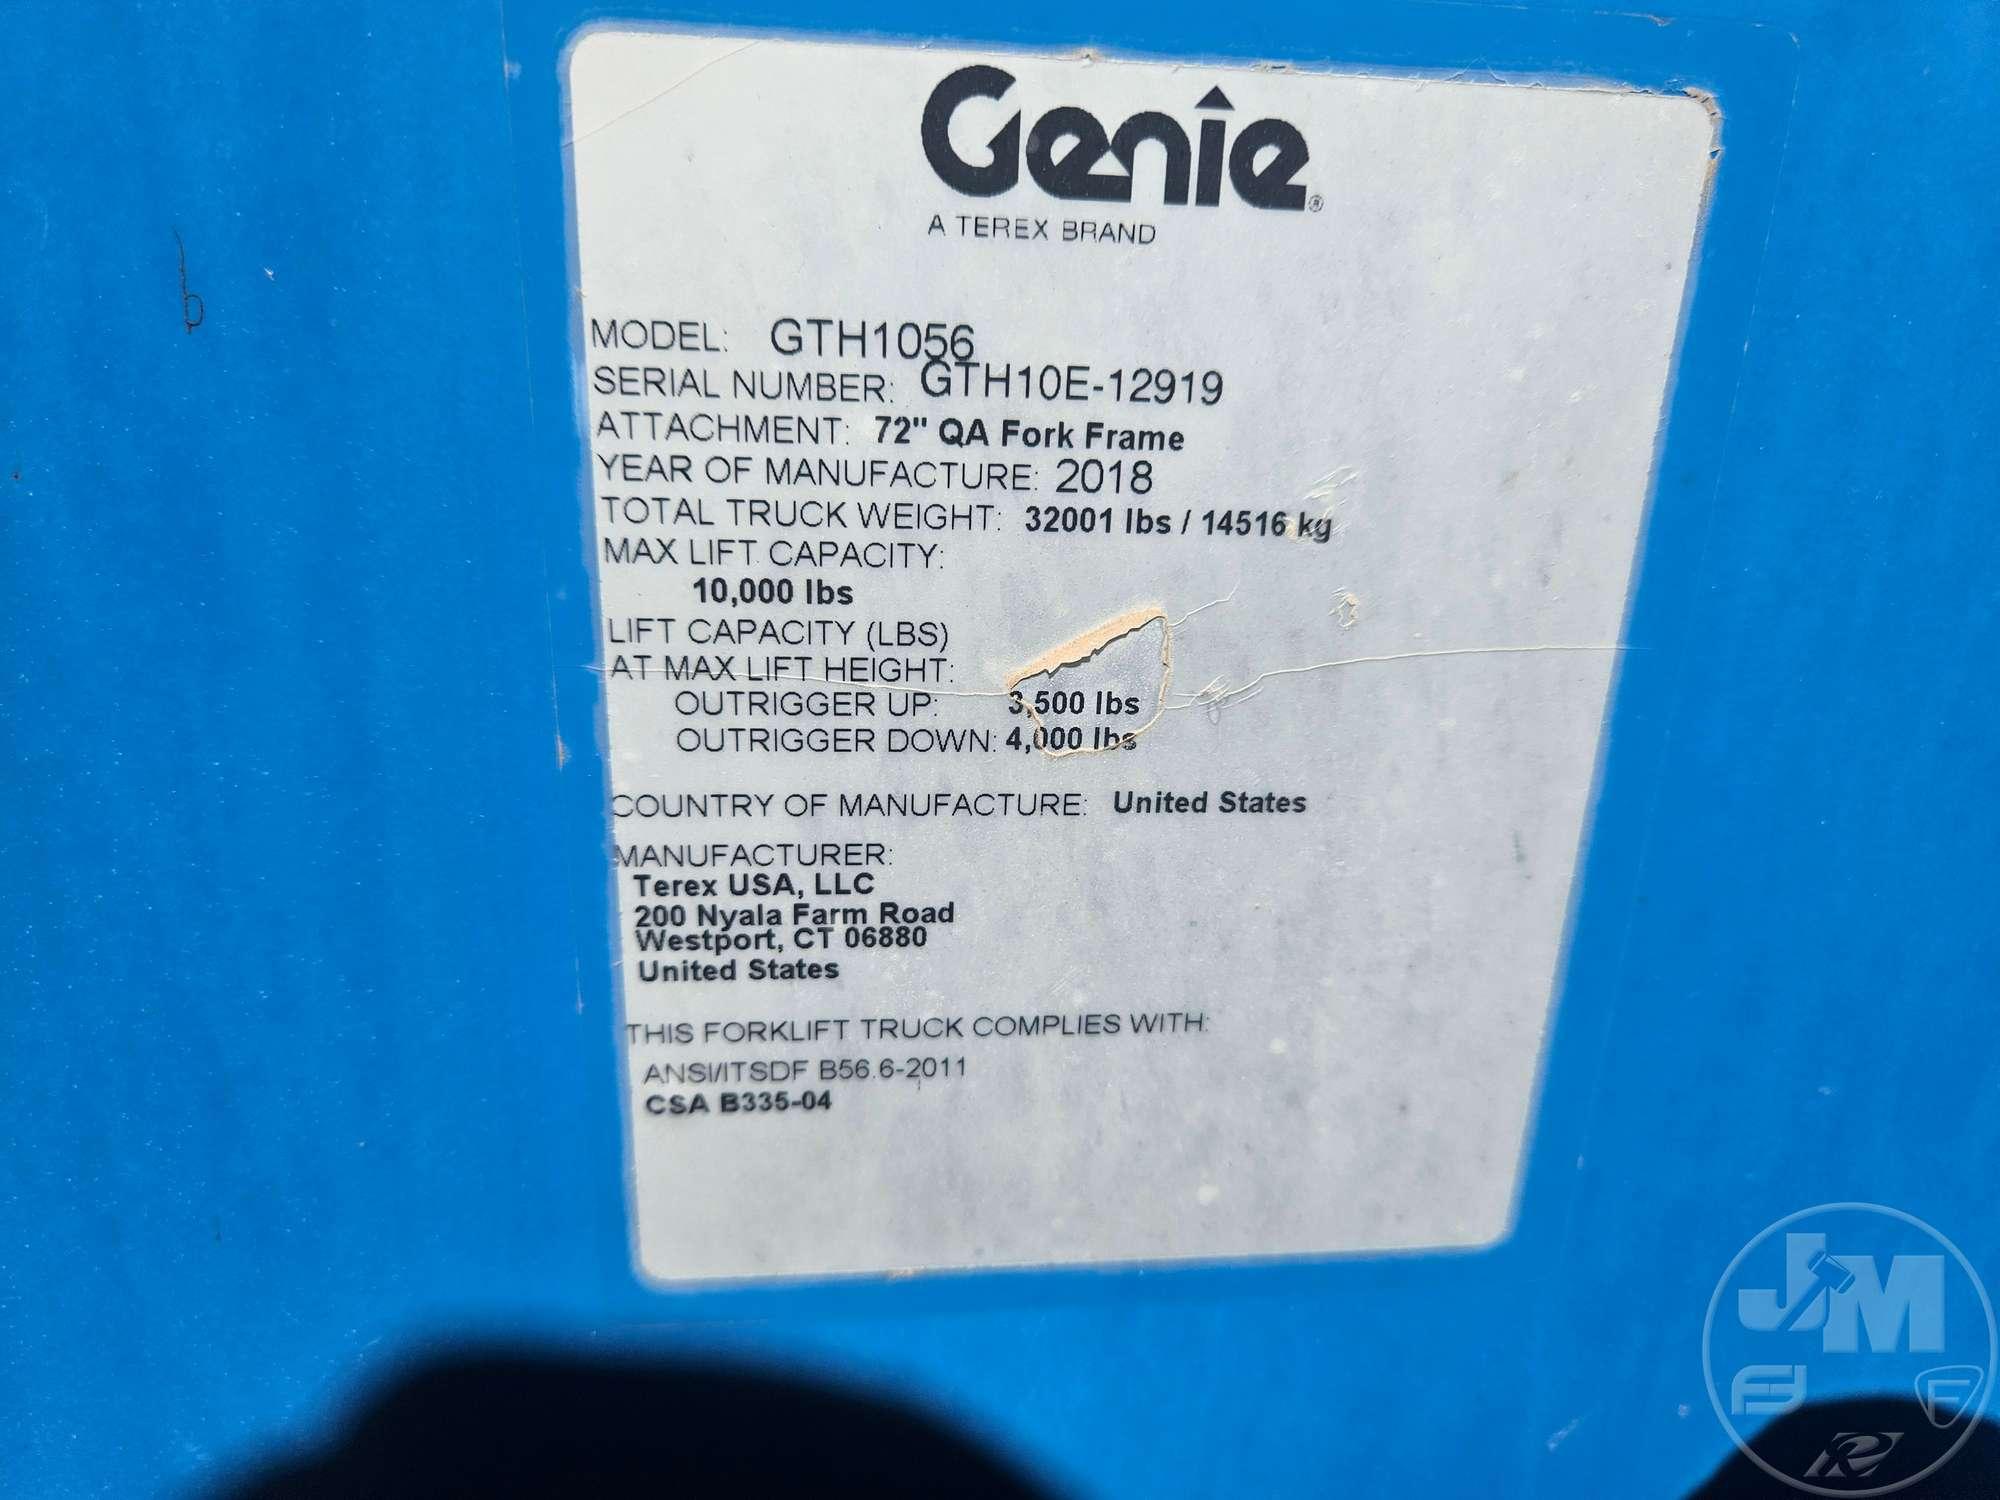 Genie®
A TEREX BRAND
MODEL: GTH1056
SERIAL NUMBER: GTH10E-12919
ATTACHMENT: 72" QA Fork Frame
YEAR OF MANUFACTURE: 2018
TOTAL TRUCK WEIGHT: 32001 lbs / 14516 kg
MAX LIFT CAPACITY:
10,000 lbs
LIFT CAPACITY (LBS)
AT MAX LIFT HEIGHT:
OUTRIGGER UP: 3,500 lbs
OUTRIGGER DOWN: 4,000 lbs
COUNTRY OF MANUFACTURE: United States
MANUFACTURER:
Terex USA, LLC
200 Nyala Farm Road
Westport, CT 06880
United States
THIS FORKLIFT TRUCK COMPLIES WITH:
ANSI/ITSDF B56.6-2011
CSA B335-04
JM